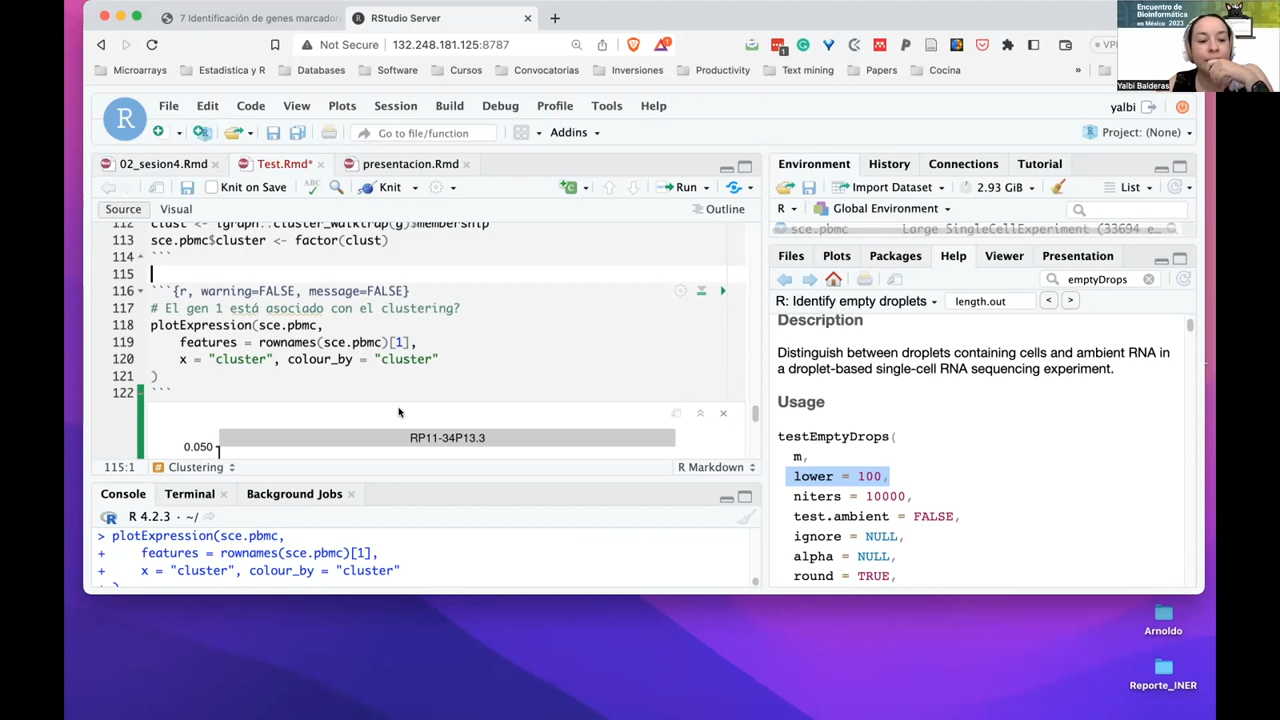 7 Identificación de genes marcador
RStudio Server
Encuentro de
Bioinformática
en México 2023
Not Secure
132.248.181.125:8787
VPN
Microarrays
Estadistica y R
Databases
Software
Cursos
Convocatorias
Inversiones
Productivity
Text mining
Papers
Cocina
»
Yalbi Balderas
R
File Edit Code View Plots Session Build Debug Profile Tools Help
yalbi
Go to file/function
Addins
Project: (None)
02_sesion4.Rmd
Test.Rmd*
presentacion.Rmd
Knit on Save
ABC
Knit
Run
Source
Visual
Outline
112 clust <- igraph::cluster_walktrap(g)$membership
113 sce.pbmc$cluster <- factor(clust)
114 ```
115
116 ```{r, warning=FALSE, message=FALSE}
117 # El gen 1 está asociado con el clustering?
118 plotExpression(sce.pbmc,
119 features = rownames(sce.pbmc)[1],
120 x = "cluster", colour_by = "cluster"
121 )
122 ```
RP11-34P13.3
0.050
115:1
# Clustering
R Markdown
Console
Terminal
Background Jobs
R 4.2.3 · ~/
> plotExpression(sce.pbmc,
+ features = rownames(sce.pbmc)[1],
+ x = "cluster", colour_by = "cluster"
+ )
Environment
History
Connections
Tutorial
Import Dataset
2.93 GiB
List
R
Global Environment
sce.pbmc Large SingleCellExperiment (33694 e…
Files
Plots
Packages
Help
Viewer
Presentation
emptyDrops
R: Identify empty droplets
length.out
<
>
Description
Distinguish between droplets containing cells and ambient RNA in
a droplet-based single-cell RNA sequencing experiment.
Usage
testEmptyDrops(
m,
lower = 100,
niters = 10000,
test.ambient = FALSE,
ignore = NULL,
alpha = NULL,
round = TRUE,
Arnoldo
Reporte_INER